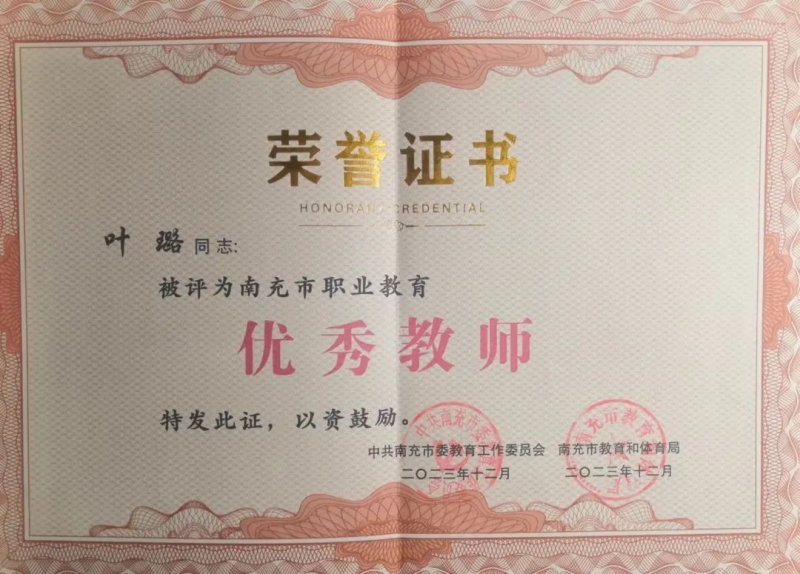 荣誉证书
HONORARY CREDENTIAL
叶 璐同志:
被评为南充市职业教育
优秀教师
特发此证，以资鼓励。
中共南充市委教育工作委员会 南充市教育和体育局
二〇二三年十二月 二〇二三年十二月